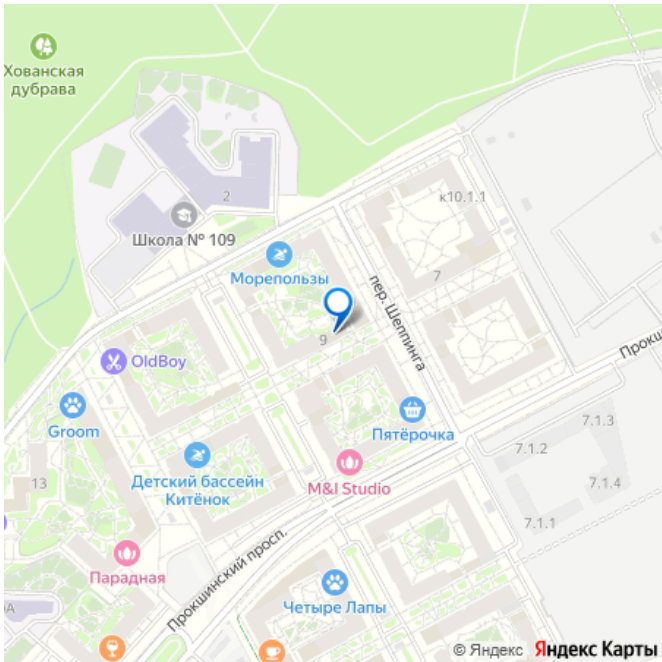 Хованская
дубрава
2
Школа № 109
к10.1.1
Морепользы
7
пер. Шеппинга
9
OldBoy
Groom
Пятёрочка
7.1.3
7.1.2
7.1.4
7.1.1
Детский бассейн
Китёнок
M&I Studio
13
Парадная
Прокшинский просп.
Четыре Лапы
© Яндекс Яндекс Карты